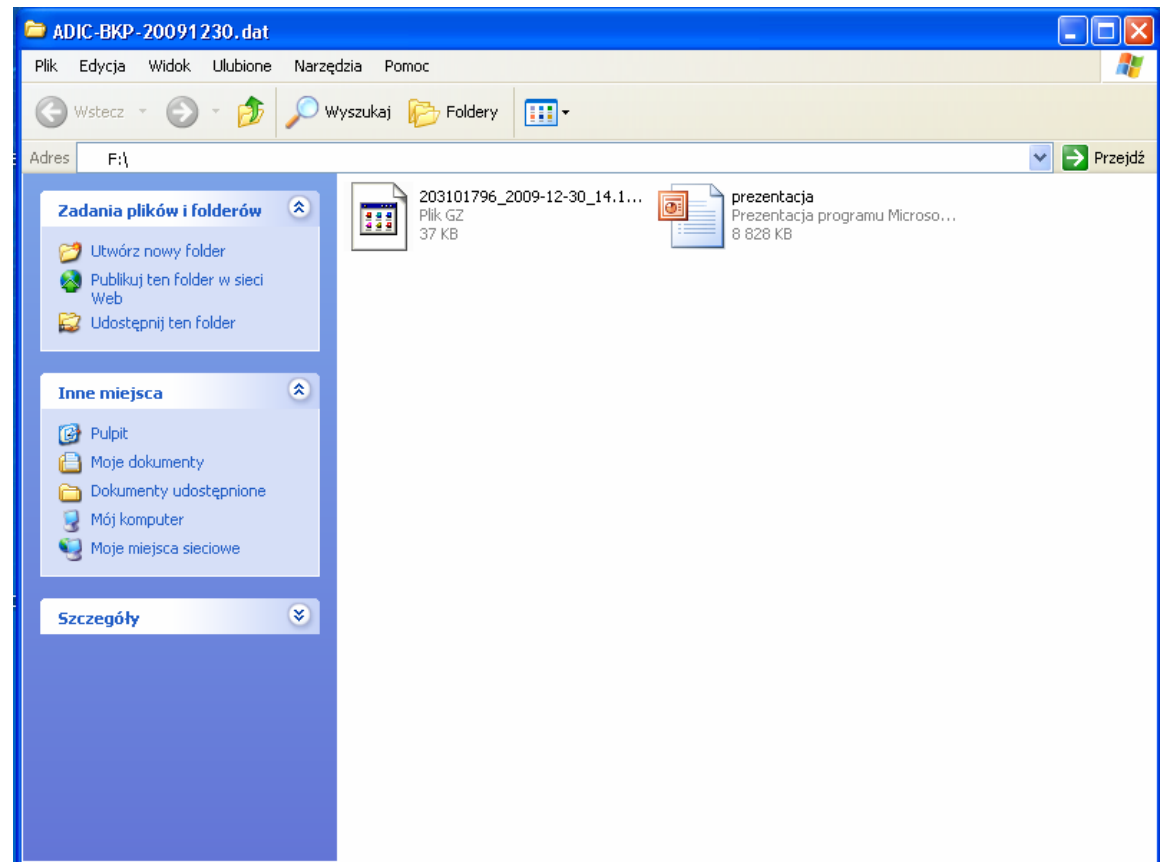 ADIC-BKP-20091230.dat
Plik Edycja Widok Ulubione Narzędzia Pomoc
Wstecz Wyszukaj Foldery
Adres F:\ Przejdź
Zadania plików i folderów
Utwórz nowy folder
Publikuj ten folder w sieci
Web
Udostępnij ten folder
Inne miejsca
Pulpit
Moje dokumenty
Dokumenty udostępnione
Mój komputer
Moje miejsca sieciowe
Szczegóły
203101796_2009-12-30_14.1...
Plik GZ
37 KB
prezentacja
Prezentacja programu Microso...
8 828 KB